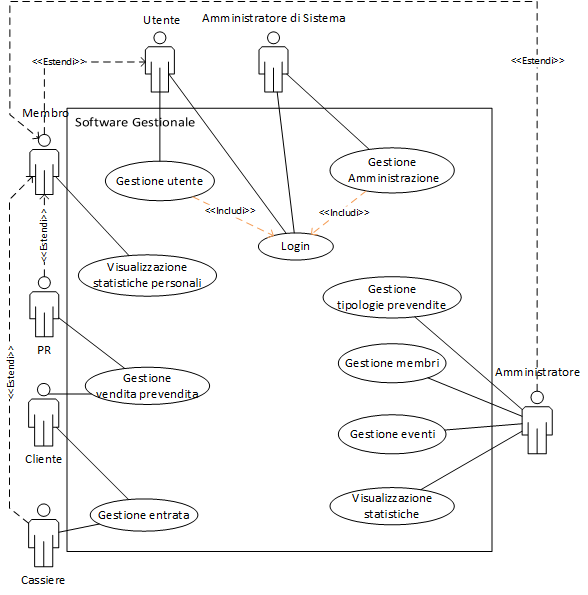 Utente
Amministratore di Sistema
<<Estendi>>
<<Estendi>>
Membro
Software Gestionale
Gestione utente
Gestione
Amministrazione
<<Includi>>
<<Includi>>
Login
<<Estendi>>
Visualizzazione
statistiche personali
Gestione
tipologie prevendite
PR
<<Estendi>>
Gestione membri
Amministratore
Gestione
vendita prevendita
Cliente
Gestione eventi
Gestione entrata
Visualizzazione
statistiche
Cassiere